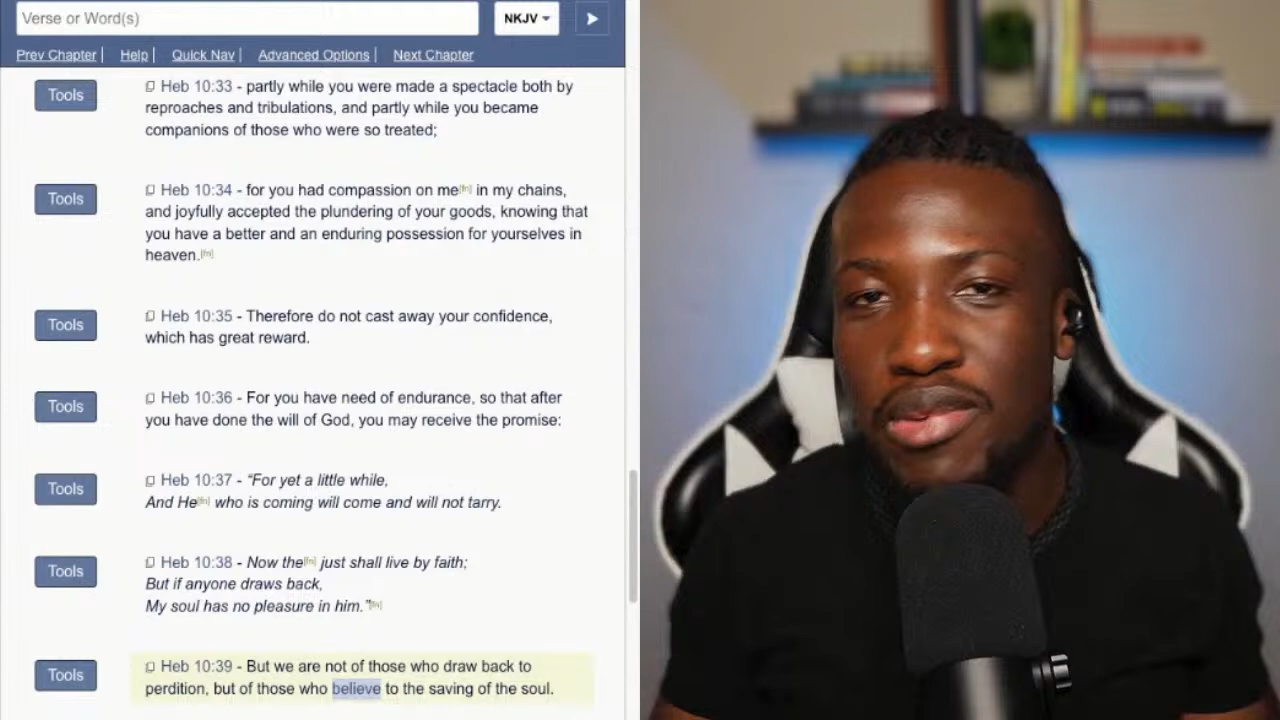 Verse or Word(s)
NKJV
Prev Chapter | Help | Quick Nav | Advanced Options | Next Chapter
Tools
Heb 10:33 - partly while you were made a spectacle both by
reproaches and tribulations, and partly while you became
companions of those who were so treated;
Tools
Heb 10:34 - for you had compassion on me[fn] in my chains,
and joyfully accepted the plundering of your goods, knowing that
you have a better and an enduring possession for yourselves in
heaven.[fn]
Tools
Heb 10:35 - Therefore do not cast away your confidence,
which has great reward.
Tools
Heb 10:36 - For you have need of endurance, so that after
you have done the will of God, you may receive the promise:
Tools
Heb 10:37 - “For yet a little while,
And He[fn] who is coming will come and will not tarry.
Tools
Heb 10:38 - Now the[fn] just shall live by faith;
But if anyone draws back,
My soul has no pleasure in him.”[fn]
Tools
Heb 10:39 - But we are not of those who draw back to
perdition, but of those who believe to the saving of the soul.